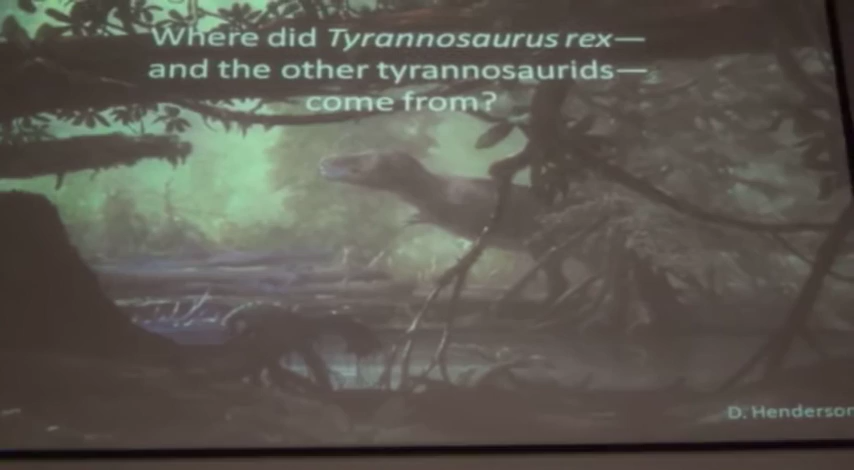 Where did Tyrannosaurus rex—
and the other tyrannosaurids—
come from?
D. Henderson